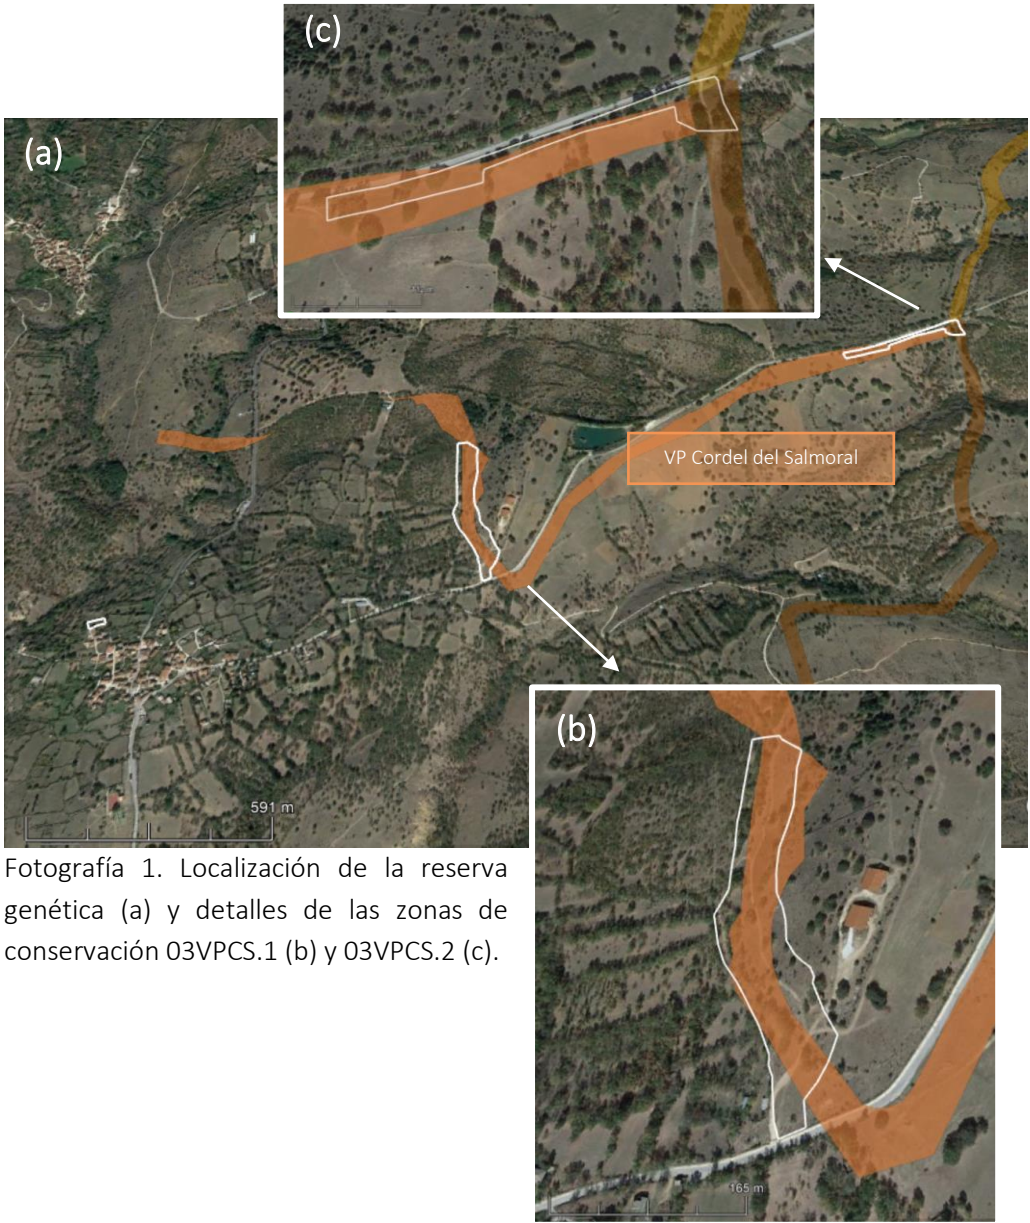 (c)
(a)
VP Cordel del Salmoral
591 m
(b)
165 m
Fotografía 1. Localización de la reserva
genética (a) y detalles de las zonas de
conservación 03VPCS.1 (b) y 03VPCS.2 (c).